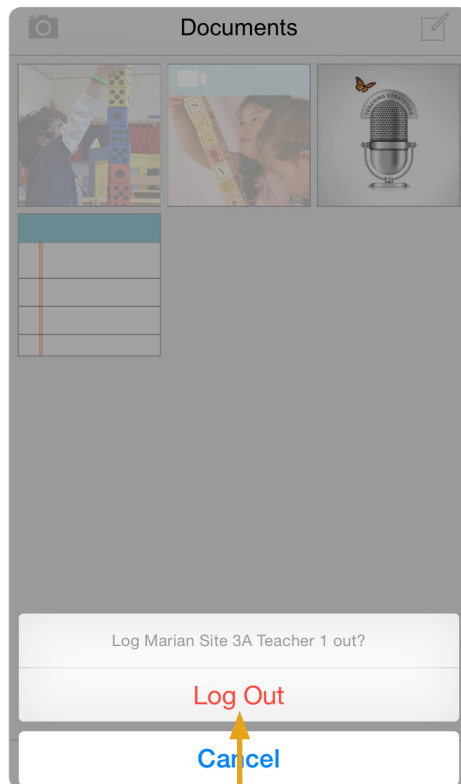 Documents
TEACHING STRATEGIES
Log Marian Site 3A Teacher 1 out?
Log Out
Cancel